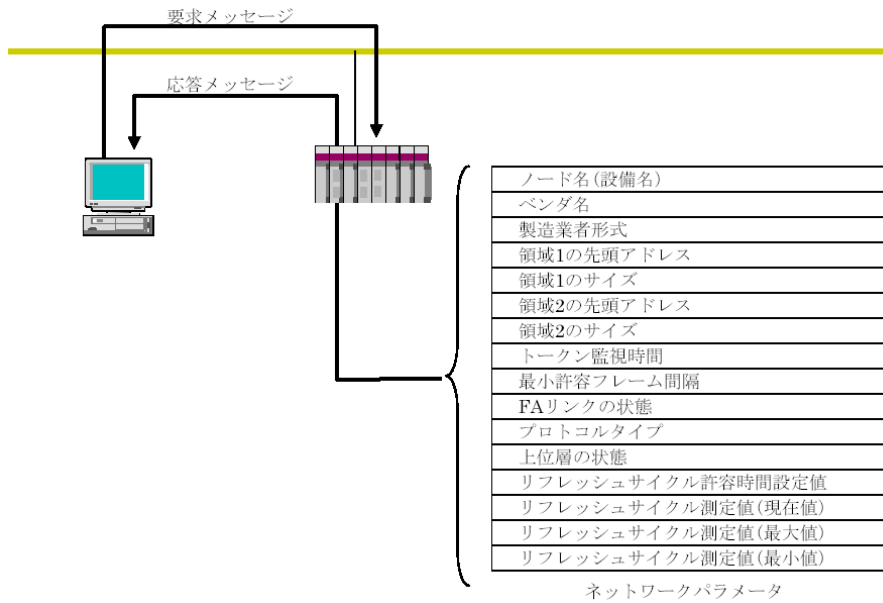 要求メッセージ
応答メッセージ
ノード名(設備名)
ベンダ名
製造業者形式
領域1の先頭アドレス
領域1のサイズ
領域2の先頭アドレス
領域2のサイズ
トークン監視時間
最小許容フレーム間隔
FAリンクの状態
プロトコルタイプ
上位層の状態
リフレッシュサイクル許容時間設定値
リフレッシュサイクル測定値(現在値)
リフレッシュサイクル測定値(最大値)
リフレッシュサイクル測定値(最小値)
ネットワークパラメータ